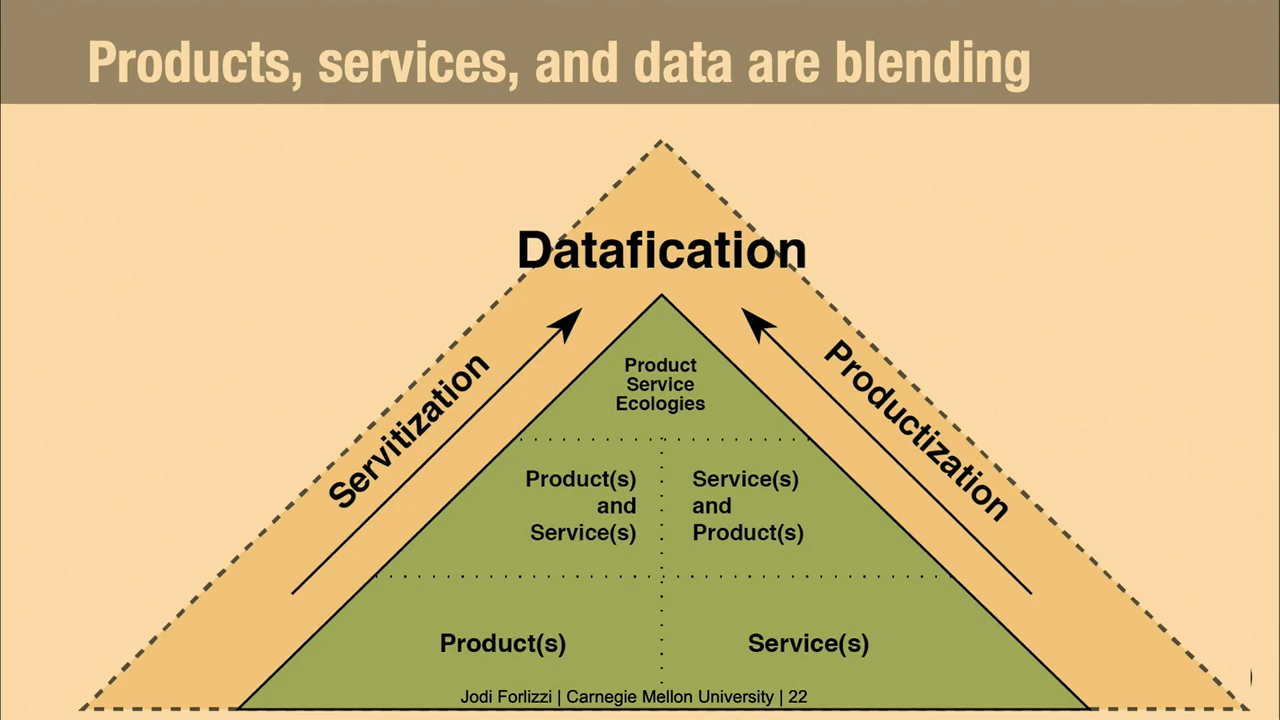 Products, services, and data are blending
Datafication
Servitization
Productization
Product
Service
Ecologies
Product(s)
and
Service(s)
Service(s)
and
Product(s)
Product(s)
Service(s)
Jodi Forlizzi | Carnegie Mellon University | 22